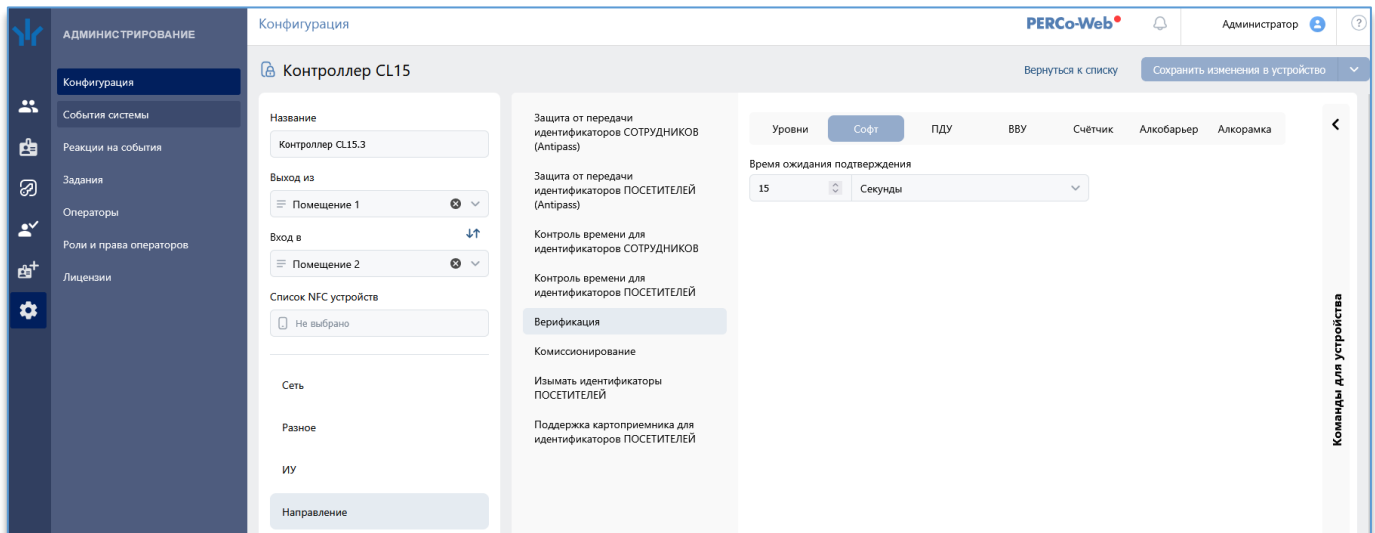 АДМИНИСТРИРОВАНИЕ
Конфигурация
События системы
Реакции на события
Задания
Операторы
Роли и права операторов
Лицензии
Конфигурация
PERCo-Web
Администратор
?
Контроллер CL15
Вернуться к списку
Сохранить изменения в устройство
Название
Контроллер CL15.3
Выход из
Помещение 1
Вход в
Помещение 2
Список NFC устройств
Не выбрано
Сеть
Разное
ИУ
Направление
Защита от передачи
идентификаторов СОТРУДНИКОВ
(Antipass)
Защита от передачи
идентификаторов ПОСЕТИТЕЛЕЙ
(Antipass)
Контроль времени для
идентификаторов СОТРУДНИКОВ
Контроль времени для
идентификаторов ПОСЕТИТЕЛЕЙ
Верификация
Комиссионирование
Изымать идентификаторы
ПОСЕТИТЕЛЕЙ
Поддержка картоприемника для
идентификаторов ПОСЕТИТЕЛЕЙ
Уровни Софт ПДУ ВВУ Счётчик Алкобарьер Алкорамка
Время ожидания подтверждения
15 Секунды
Команды для устройства